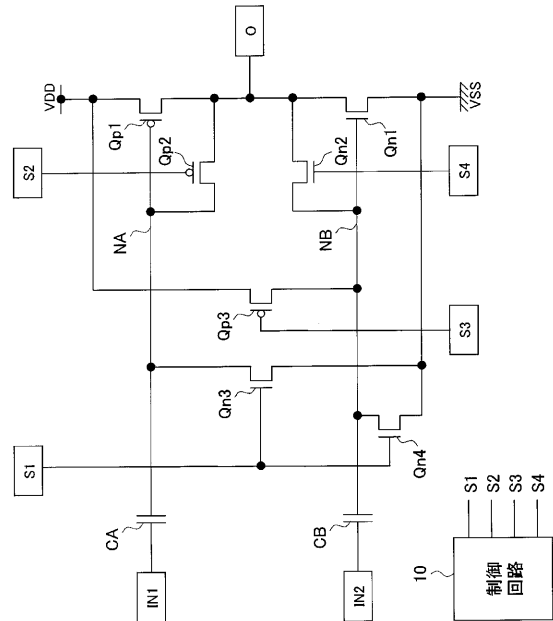 VDD
O
VSS
S2
Qp1
Qp2
Qn2
Qn1
S4
NA
NB
Qp3
S3
S1
Qn3
Qn4
CA
CB
IN1
IN2
10
制御
回路
S1
S2
S3
S4